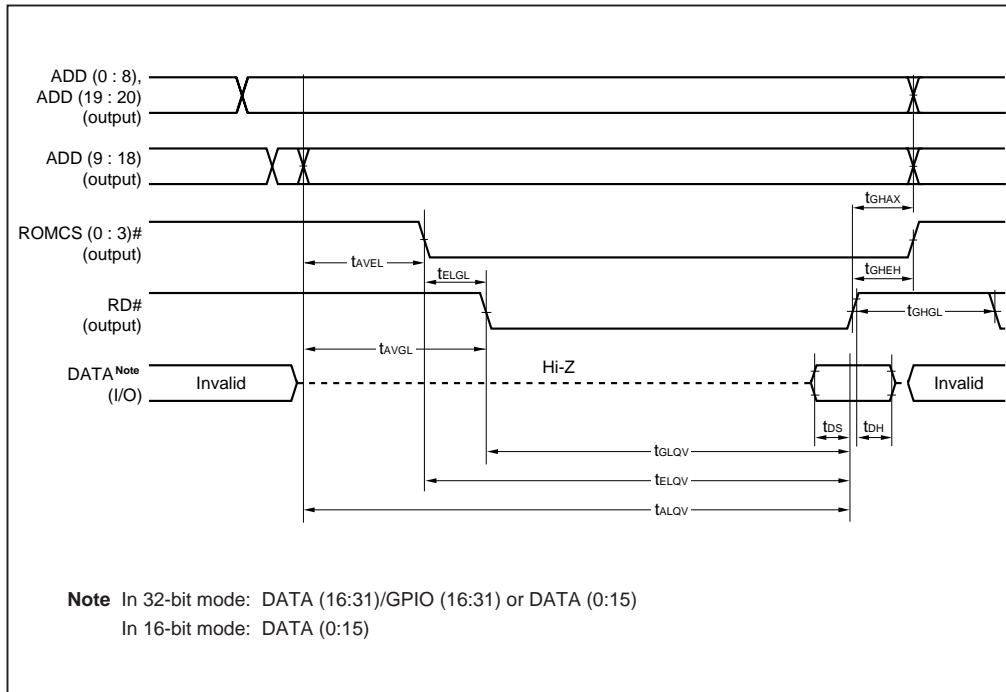 ADD (0 : 8),
ADD (19 : 20)
(output)
ADD (9 : 18)
(output)
tGHAX
ROMCS (0 : 3)#
(output)
tAVEL
tELGL
tGHEH
RD#
(output)
tGHGL
tAVGL
DATA Note
(I/O)
Invalid
Hi-Z
Invalid
tDS
tDH
tGLQV
tELQV
tALQV
Note In 32-bit mode: DATA (16:31)/GPIO (16:31) or DATA (0:15)
In 16-bit mode: DATA (0:15)